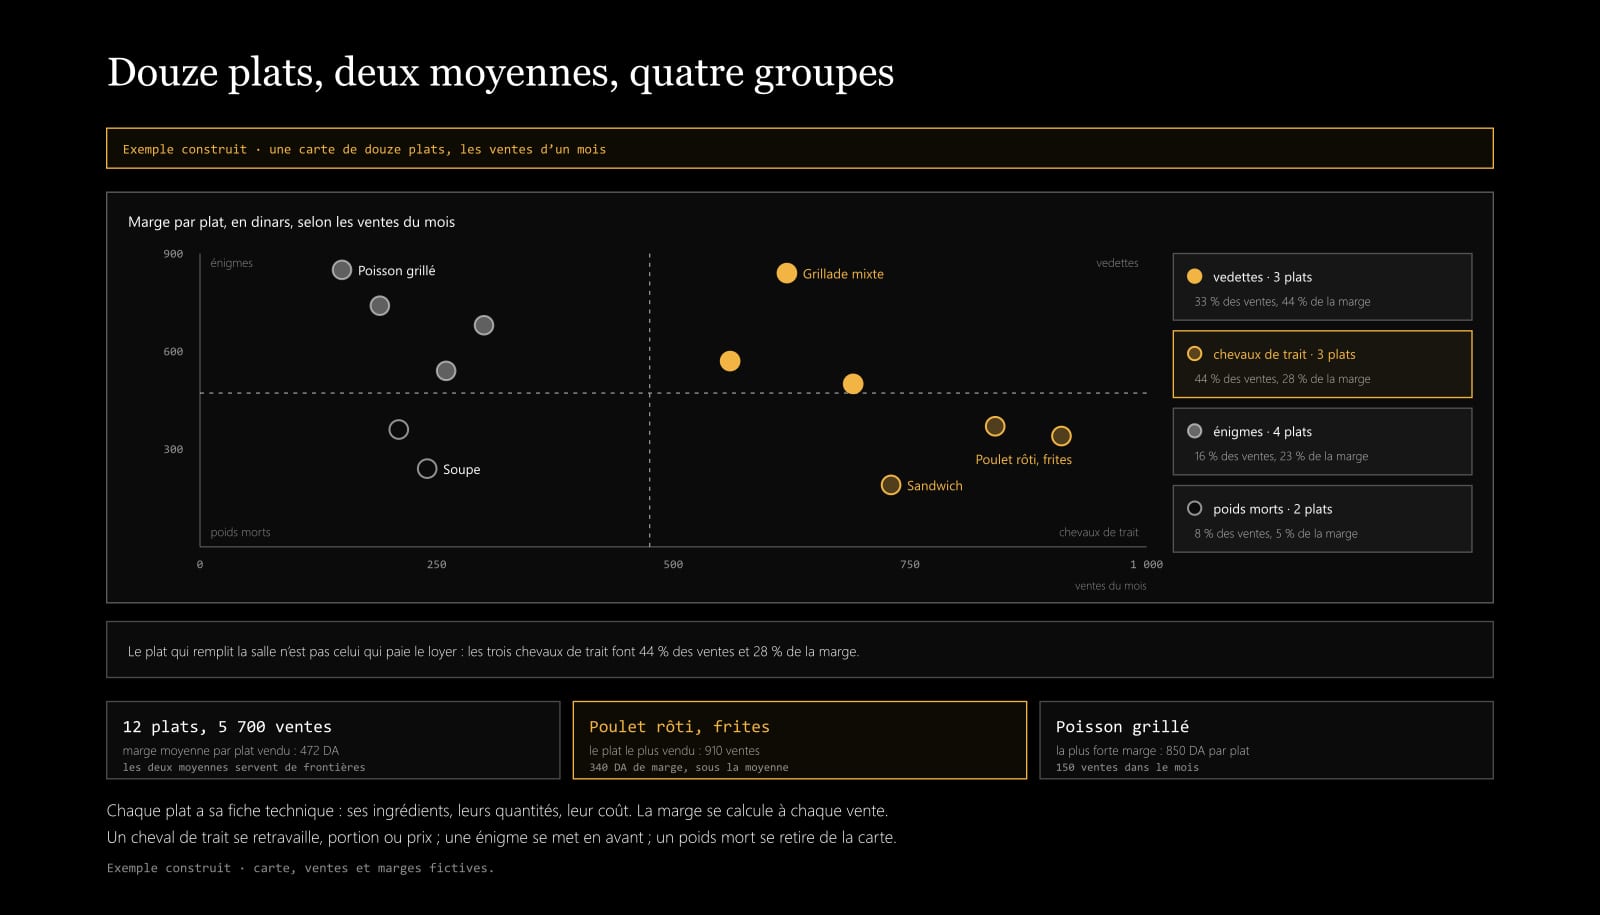 Douze plats, deux moyennes, quatre groupes
Exemple construit · une carte de douze plats, les ventes d’un mois
Marge par plat, en dinars, selon les ventes du mois
900
600
300
énigmes
vedettes
Poisson grillé
Grillade mixte
Poulet rôti, frites
Soupe
Sandwich
poids morts
chevaux de trait
0
250
500
750
1 000
ventes du mois
vedettes · 3 plats
33 % des ventes, 44 % de la marge
chevaux de trait · 3 plats
44 % des ventes, 28 % de la marge
énigmes · 4 plats
16 % des ventes, 23 % de la marge
poids morts · 2 plats
8 % des ventes, 5 % de la marge
Le plat qui remplit la salle n’est pas celui qui paie le loyer : les trois chevaux de trait font 44 % des ventes et 28 % de la marge.
12 plats, 5 700 ventes
marge moyenne par plat vendu : 472 DA
les deux moyennes servent de frontières
Poulet rôti, frites
le plat le plus vendu : 910 ventes
340 DA de marge, sous la moyenne
Poisson grillé
la plus forte marge : 850 DA par plat
150 ventes dans le mois
Chaque plat a sa fiche technique : ses ingrédients, leurs quantités, leur coût. La marge se calcule à chaque vente.
Un cheval de trait se retravaille, portion ou prix ; une énigme se met en avant ; un poids mort se retire de la carte.
Exemple construit · carte, ventes et marges fictives.